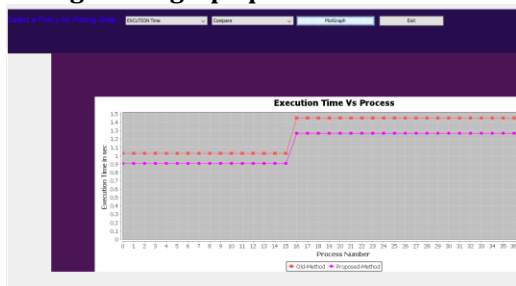 Select a Policy for Plotting Grap...
EXCUTION Time
Compare
PlotGraph
Exit
Execution Time Vs Process
Execution Time in sec
1.5
1.4
1.3
1.2
1.1
1
0.9
0.8
0.7
0.6
0.5
0.4
0.3
0.2
0.1
0
0 1 2 3 4 5 6 7 8 9 10 11 12 13 14 15 16 17 18 19 20 21 22 23 24 25 26 27 28 29 30 31 32 33 34 35 36
Process Number
Old-Method Proposed-Method